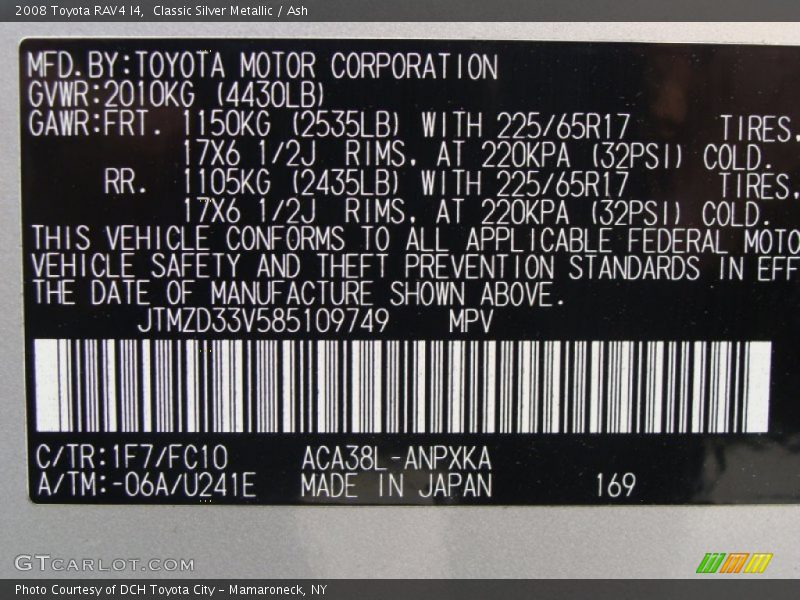 2008 Toyota RAV4 I4,  Classic Silver Metallic / Ash
MFD.BY:TOYOTA MOTOR CORPORATION
GVWR:2010KG (4430LB)
GAWR:FRT. 1150KG (2535LB) WITH 225/65R17 TIRES,
17X6 1/2J RIMS, AT 220KPA (32PSI) COLD.
RR. 1105KG (2435LB) WITH 225/65R17 TIRES,
17X6 1/2J RIMS, AT 220KPA (32PSI) COLD.
THIS VEHICLE CONFORMS TO ALL APPLICABLE FEDERAL MOTO
VEHICLE SAFETY AND THEFT PREVENTION STANDARDS IN EFF
THE DATE OF MANUFACTURE SHOWN ABOVE.
JTMZD33V585109749 MPV
C/TR:1F7/FC10 ACA38L-ANPXKA
A/TM:-06A/U241E MADE IN JAPAN 169
GTCARLOT.COM
Photo Courtesy of DCH Toyota City - Mamaroneck, NY